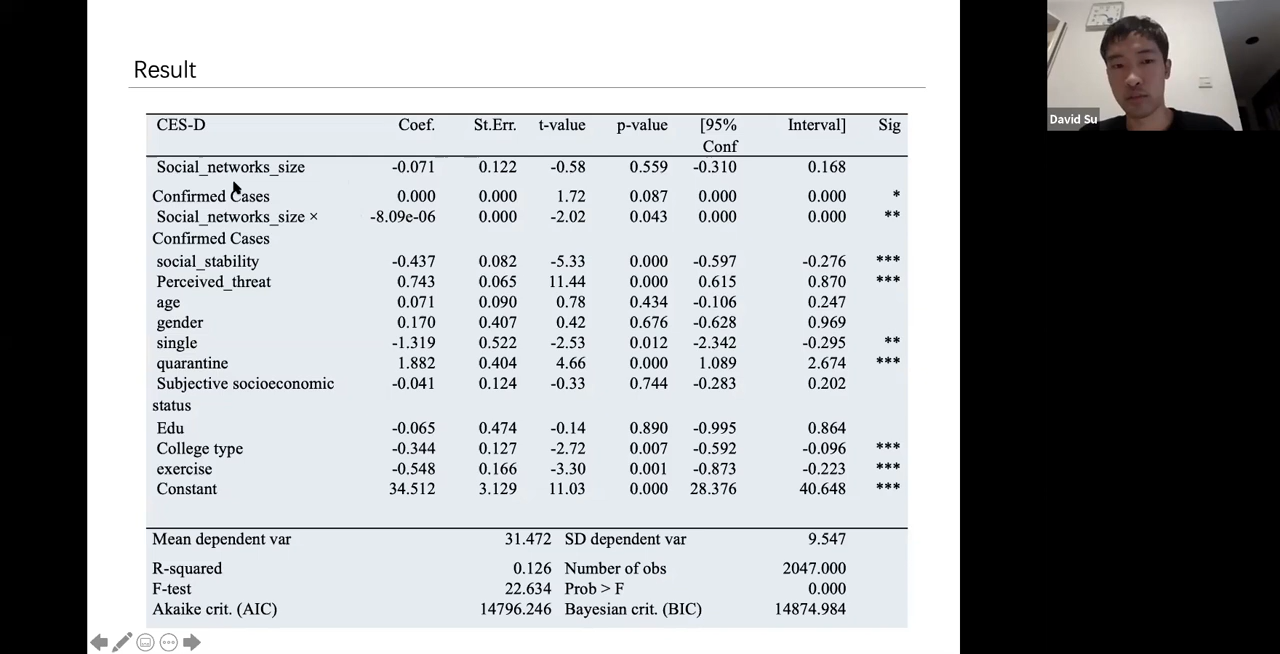 Result
CES-D Coef. St.Err. t-value p-value [95% Interval] Sig
Conf
Social_networks_size -0.071 0.122 -0.58 0.559 -0.310 0.168
Confirmed Cases 0.000 0.000 1.72 0.087 0.000 0.000 *
Social_networks_size × -8.09e-06 0.000 -2.02 0.043 0.000 0.000 **
Confirmed Cases
social_stability -0.437 0.082 -5.33 0.000 -0.597 -0.276 ***
Perceived_threat 0.743 0.065 11.44 0.000 0.615 0.870 ***
age 0.071 0.090 0.78 0.434 -0.106 0.247
gender 0.170 0.407 0.42 0.676 -0.628 0.969
single -1.319 0.522 -2.53 0.012 -2.342 -0.295 **
quarantine 1.882 0.404 4.66 0.000 1.089 2.674 ***
Subjective socioeconomic -0.041 0.124 -0.33 0.744 -0.283 0.202
status
Edu -0.065 0.474 -0.14 0.890 -0.995 0.864
College type -0.344 0.127 -2.72 0.007 -0.592 -0.096 ***
exercise -0.548 0.166 -3.30 0.001 -0.873 -0.223 ***
Constant 34.512 3.129 11.03 0.000 28.376 40.648 ***
Mean dependent var 31.472 SD dependent var 9.547
R-squared 0.126 Number of obs 2047.000
F-test 22.634 Prob > F 0.000
Akaike crit. (AIC) 14796.246 Bayesian crit. (BIC) 14874.984
David Su